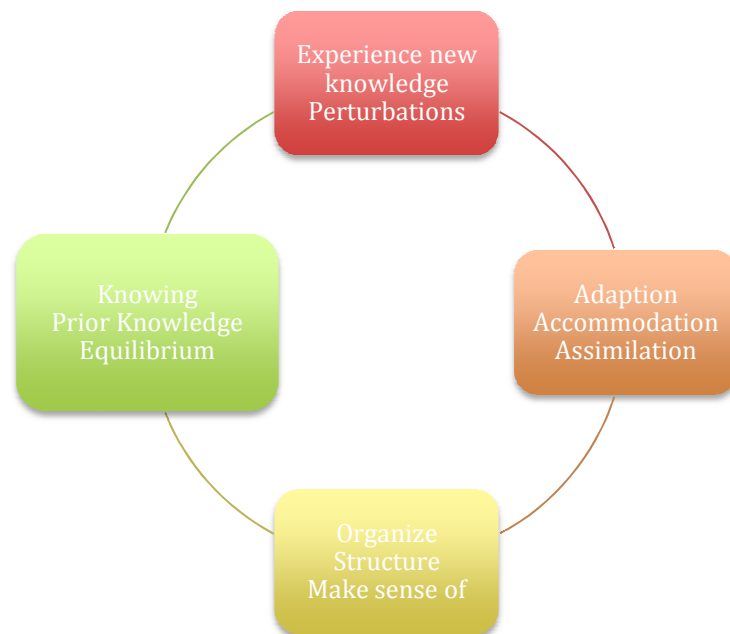 Experience new
knowledge
Perturbations
Adaption
Accommodation
Assimilation
Organize
Structure
Make sense of
Knowing
Prior Knowledge
Equilibrium